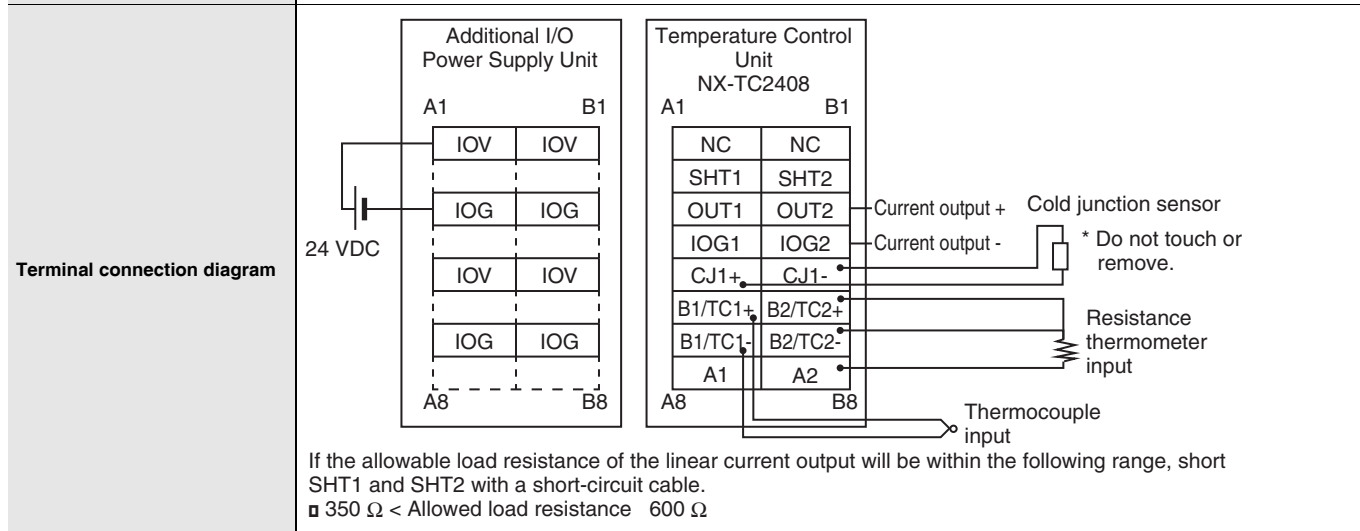 Terminal connection diagram
Additional I/O
Power Supply Unit
A1 B1
IOV IOV
IOG IOG
24 VDC
IOV IOV
IOG IOG
A8 B8
Temperature Control
Unit
NX-TC2408
A1 B1
NC NC
SHT1 SHT2
OUT1 OUT2
IOG1 IOG2
CJ1+ CJ1-
B1/TC1+ B2/TC2+
B1/TC1- B2/TC2-
A1 A2
A8 B8
Current output +
Current output -
Cold junction sensor
* Do not touch or
remove.
Resistance
thermometer
input
Thermocouple
input
If the allowable load resistance of the linear current output will be within the following range, short
SHT1 and SHT2 with a short-circuit cable.
350 Ω < Allowed load resistance 600 Ω